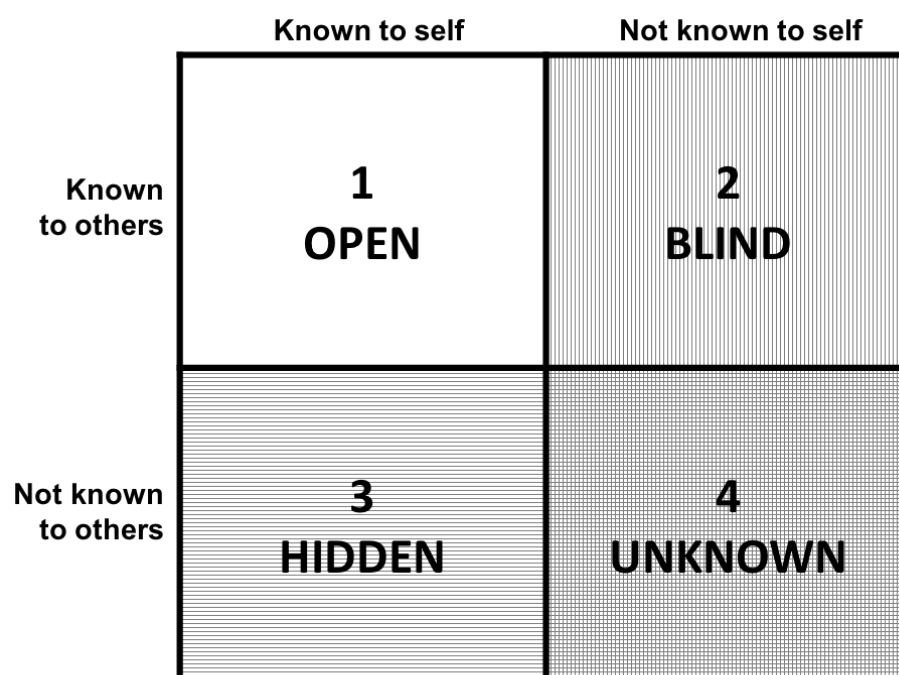 Known to self
Not known to self
Known
to others
1
OPEN
2
BLIND
Not known
to others
3
HIDDEN
4
UNKNOWN